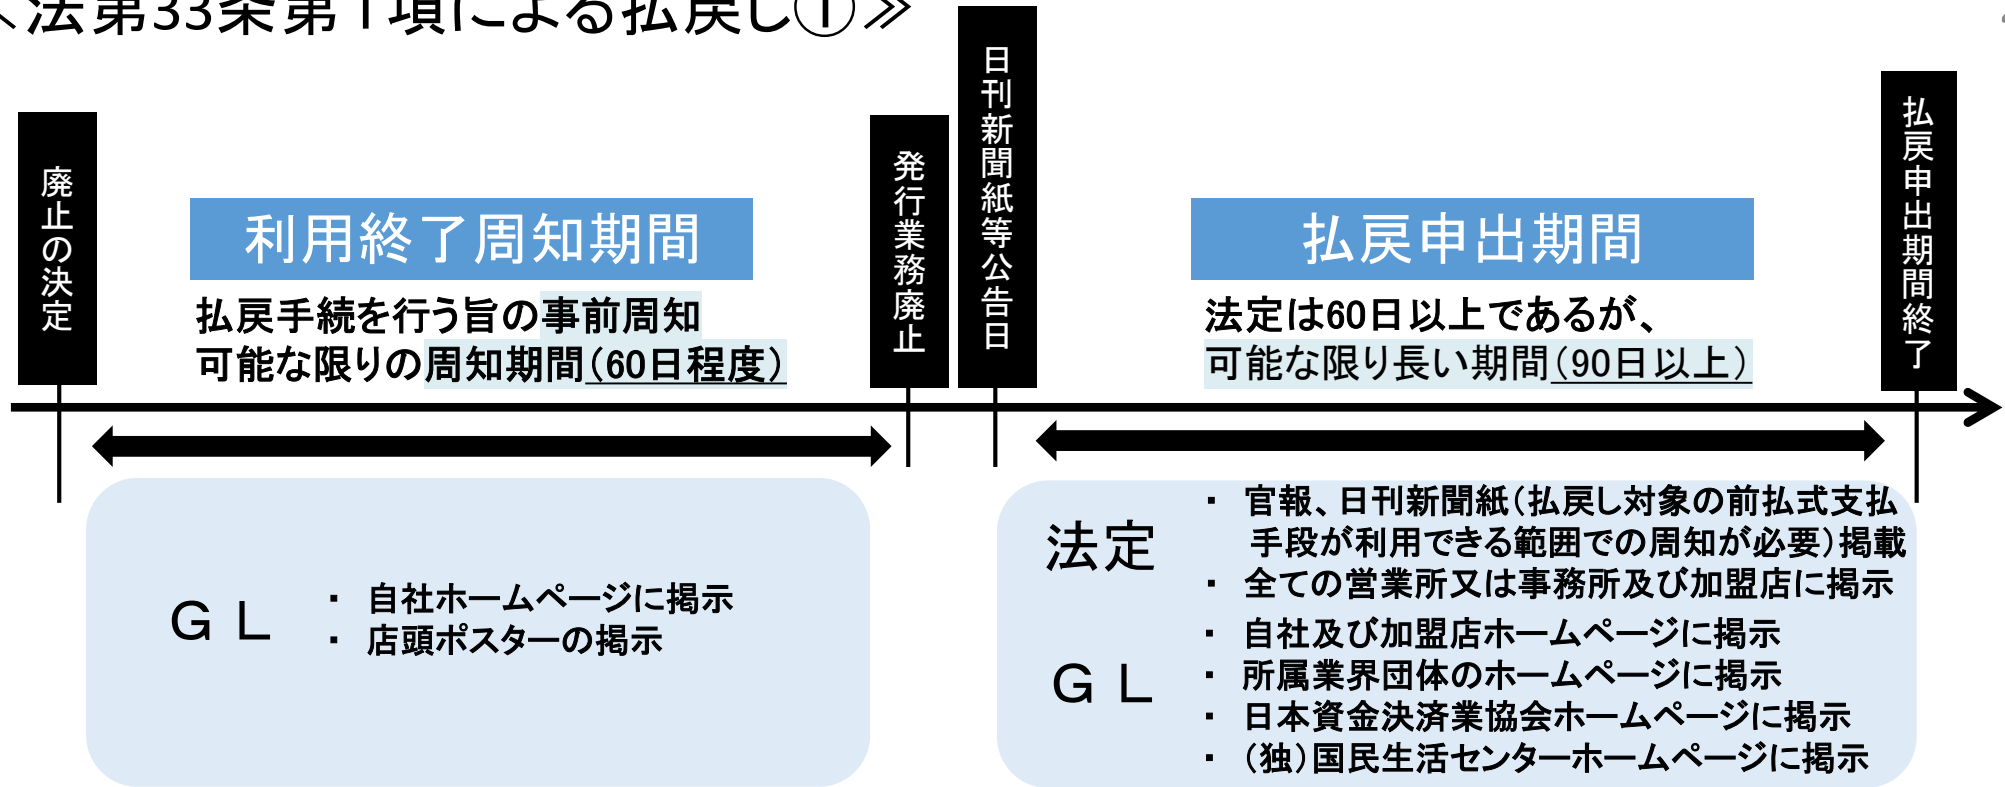 ≪法第33条第1項による払戻し①≫
廃止の決定
利用終了周知期間
払戻手続を行う旨の事前周知
可能な限りの周知期間（60日程度）
発行業務廃止
日刊新聞紙等公告日
払戻申出期間
法定は60日以上であるが、
可能な限り長い期間（90日以上）
払戻申出期間終了
ＧＬ
・ 自社ホームページに掲示
・ 店頭ポスターの掲示
法定
・ 官報、日刊新聞紙（払戻し対象の前払式支払
手段が利用できる範囲での周知が必要）掲載
・ 全ての営業所又は事務所及び加盟店に掲示
ＧＬ
・ 自社及び加盟店ホームページに掲示
・ 所属業界団体のホームページに掲示
・ 日本資金決済業協会ホームページに掲示
・ （独）国民生活センターホームページに掲示